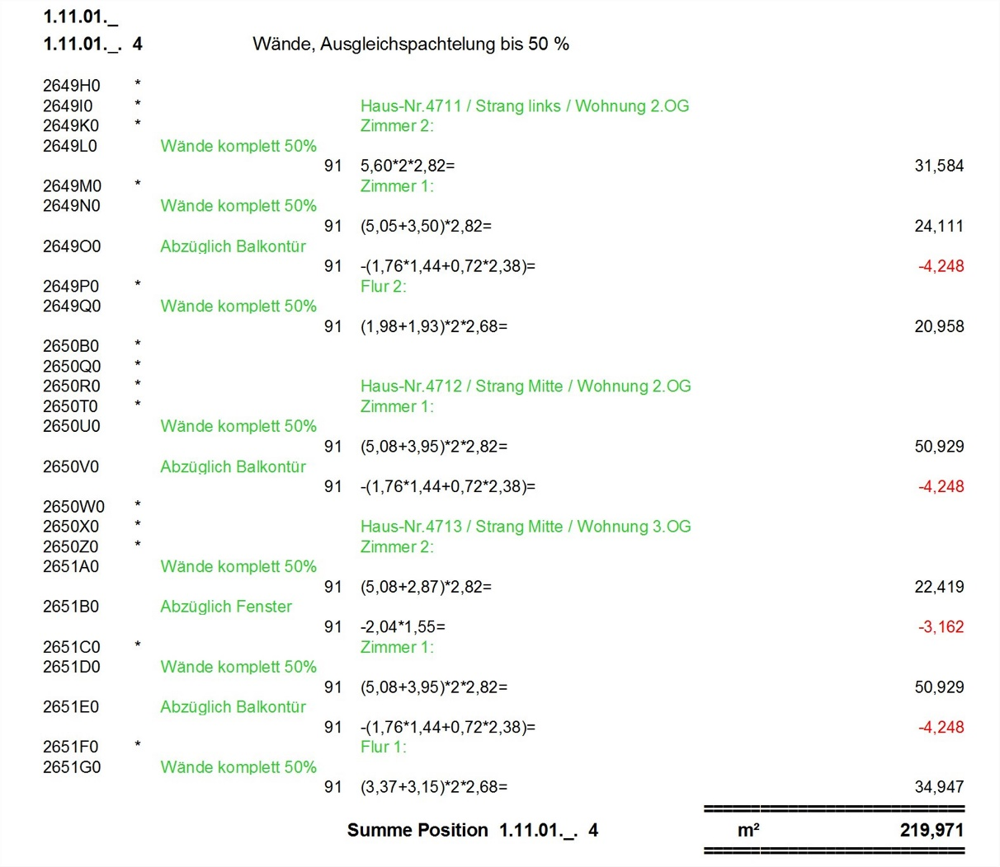 1.11.01._
1.11.01._. 4 Wände, Ausgleichspachtelung bis 50 %
2649H0 *
2649I0 * Haus-Nr.4711 / Strang links / Wohnung 2.OG
2649K0 * Zimmer 2:
2649L0 Wände komplett 50%
91 5,60*2*2,82= 31,584
2649M0 * Zimmer 1:
2649N0 Wände komplett 50%
91 (5,05+3,50)*2,82= 24,111
2649O0 Abzüglich Balkontür
91 -(1,76*1,44+0,72*2,38)= -4,248
2649P0 * Flur 2:
2649Q0 Wände komplett 50%
91 (1,98+1,93)*2*2,68= 20,958
2650B0 *
2650Q0 *
2650R0 * Haus-Nr.4712 / Strang Mitte / Wohnung 2.OG
2650T0 * Zimmer 1:
2650U0 Wände komplett 50%
91 (5,08+3,95)*2*2,82= 50,929
2650V0 Abzüglich Balkontür
91 -(1,76*1,44+0,72*2,38)= -4,248
2650W0 *
2650X0 * Haus-Nr.4713 / Strang Mitte / Wohnung 3.OG
2650Z0 * Zimmer 2:
2651A0 Wände komplett 50%
91 (5,08+2,87)*2,82= 22,419
2651B0 Abzüglich Fenster
91 -2,04*1,55= -3,162
2651C0 * Zimmer 1:
2651D0 Wände komplett 50%
91 (5,08+3,95)*2*2,82= 50,929
2651E0 Abzüglich Balkontür
91 -(1,76*1,44+0,72*2,38)= -4,248
2651F0 * Flur 1:
2651G0 Wände komplett 50%
91 (3,37+3,15)*2*2,68= 34,947
Summe Position 1.11.01._. 4 m² 219,971